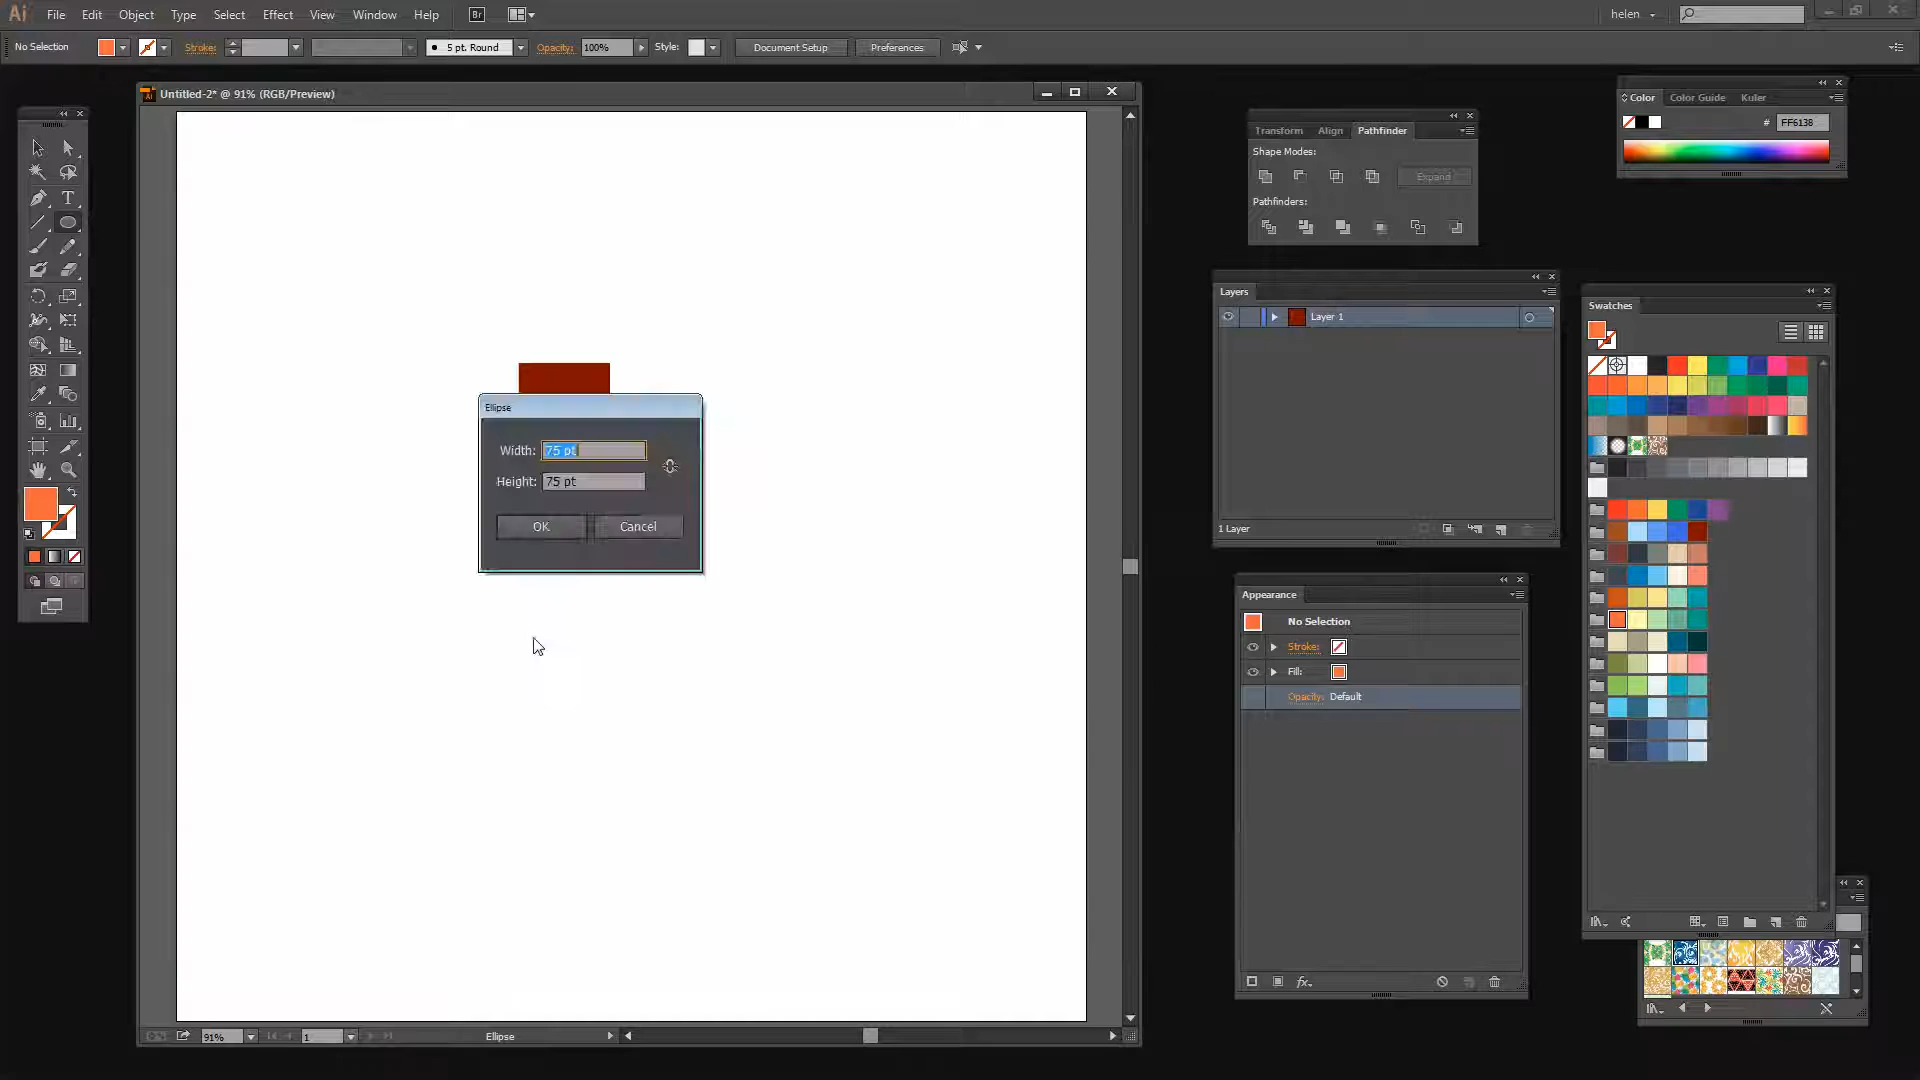 Ai File Edit Object Type Select Effect View Window Help Br helen
No Selection Stroke: 5 pt. Round Opacity: 100% Style: Document Setup Preferences
Untitled-2* @ 91% (RGB/Preview)
Color Color Guide Kuler
# FF6138
Transform Align Pathfinder
Shape Modes:
Expand
Pathfinders:
Layers
Layer 1
1 Layer
Swatches
Ellipse
Width: 75 pt
Height: 75 pt
OK Cancel
Appearance
No Selection
Stroke:
Fill:
Opacity: Default
91% 1 Ellipse